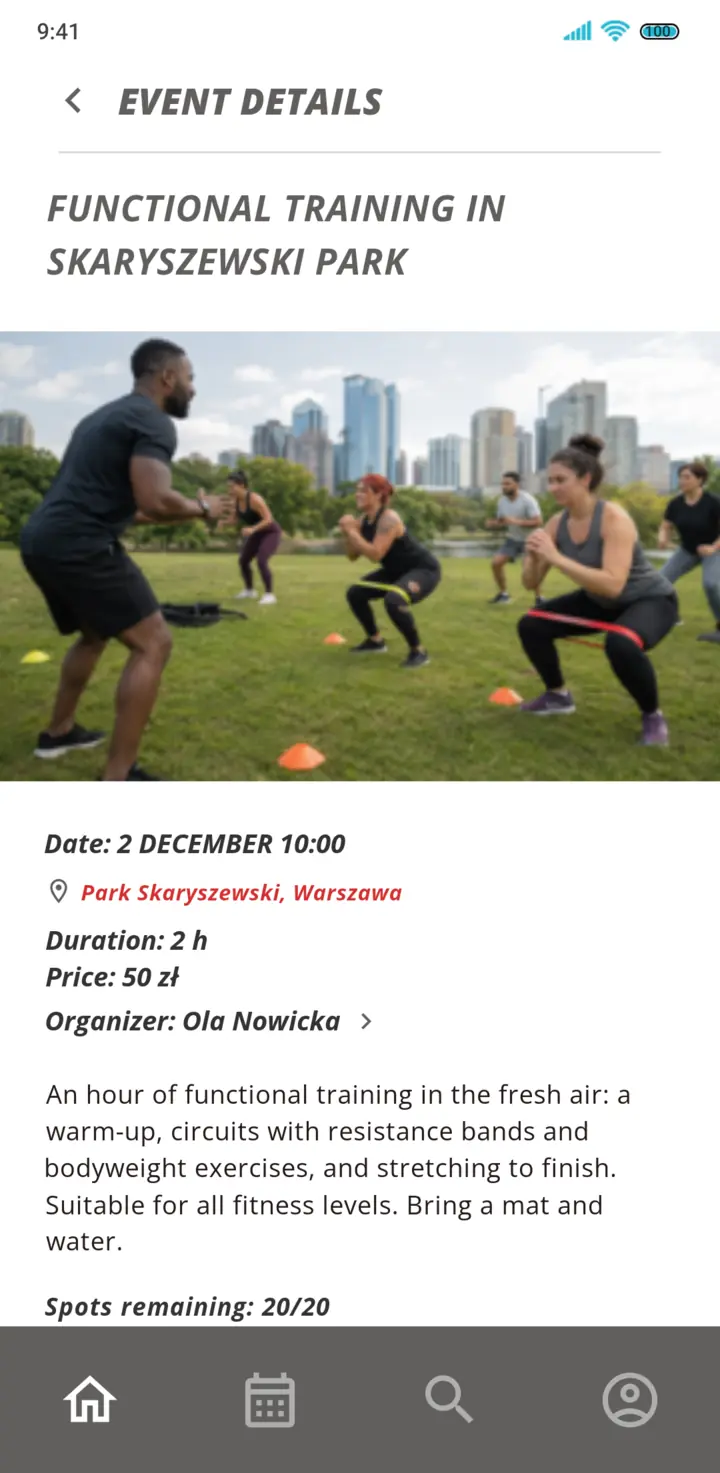 9:41
100
EVENT DETAILS
FUNCTIONAL TRAINING IN
SKARYSZEWSKI PARK
Date: 2 DECEMBER 10:00
Park Skaryszewski, Warszawa
Duration: 2 h
Price: 50 zł
Organizer: Ola Nowicka
An hour of functional training in the fresh air: a
warm-up, circuits with resistance bands and
bodyweight exercises, and stretching to finish.
Suitable for all fitness levels. Bring a mat and
water.
Spots remaining: 20/20